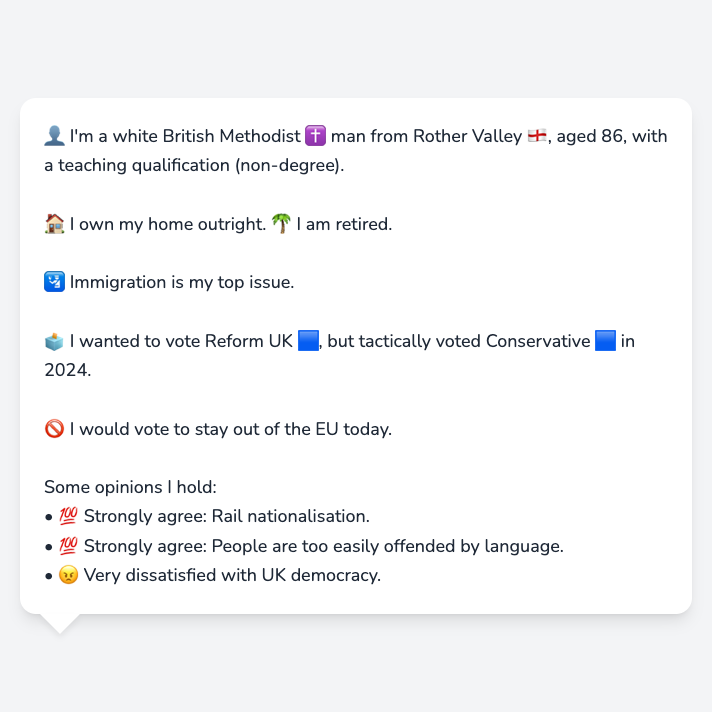 👤 I'm a white British Methodist ✝️ man from Rother Valley 🏴󠁧󠁢󠁥󠁮󠁧󠁿, aged 86, with
a teaching qualification (non-degree).
🏠 I own my home outright. 🌴 I am retired.
🛂 Immigration is my top issue.
🗳️ I wanted to vote Reform UK 🟦, but tactically voted Conservative 🟦 in
2024.
🚫 I would vote to stay out of the EU today.
Some opinions I hold:
• 💯 Strongly agree: Rail nationalisation.
• 💯 Strongly agree: People are too easily offended by language.
• 😠 Very dissatisfied with UK democracy.